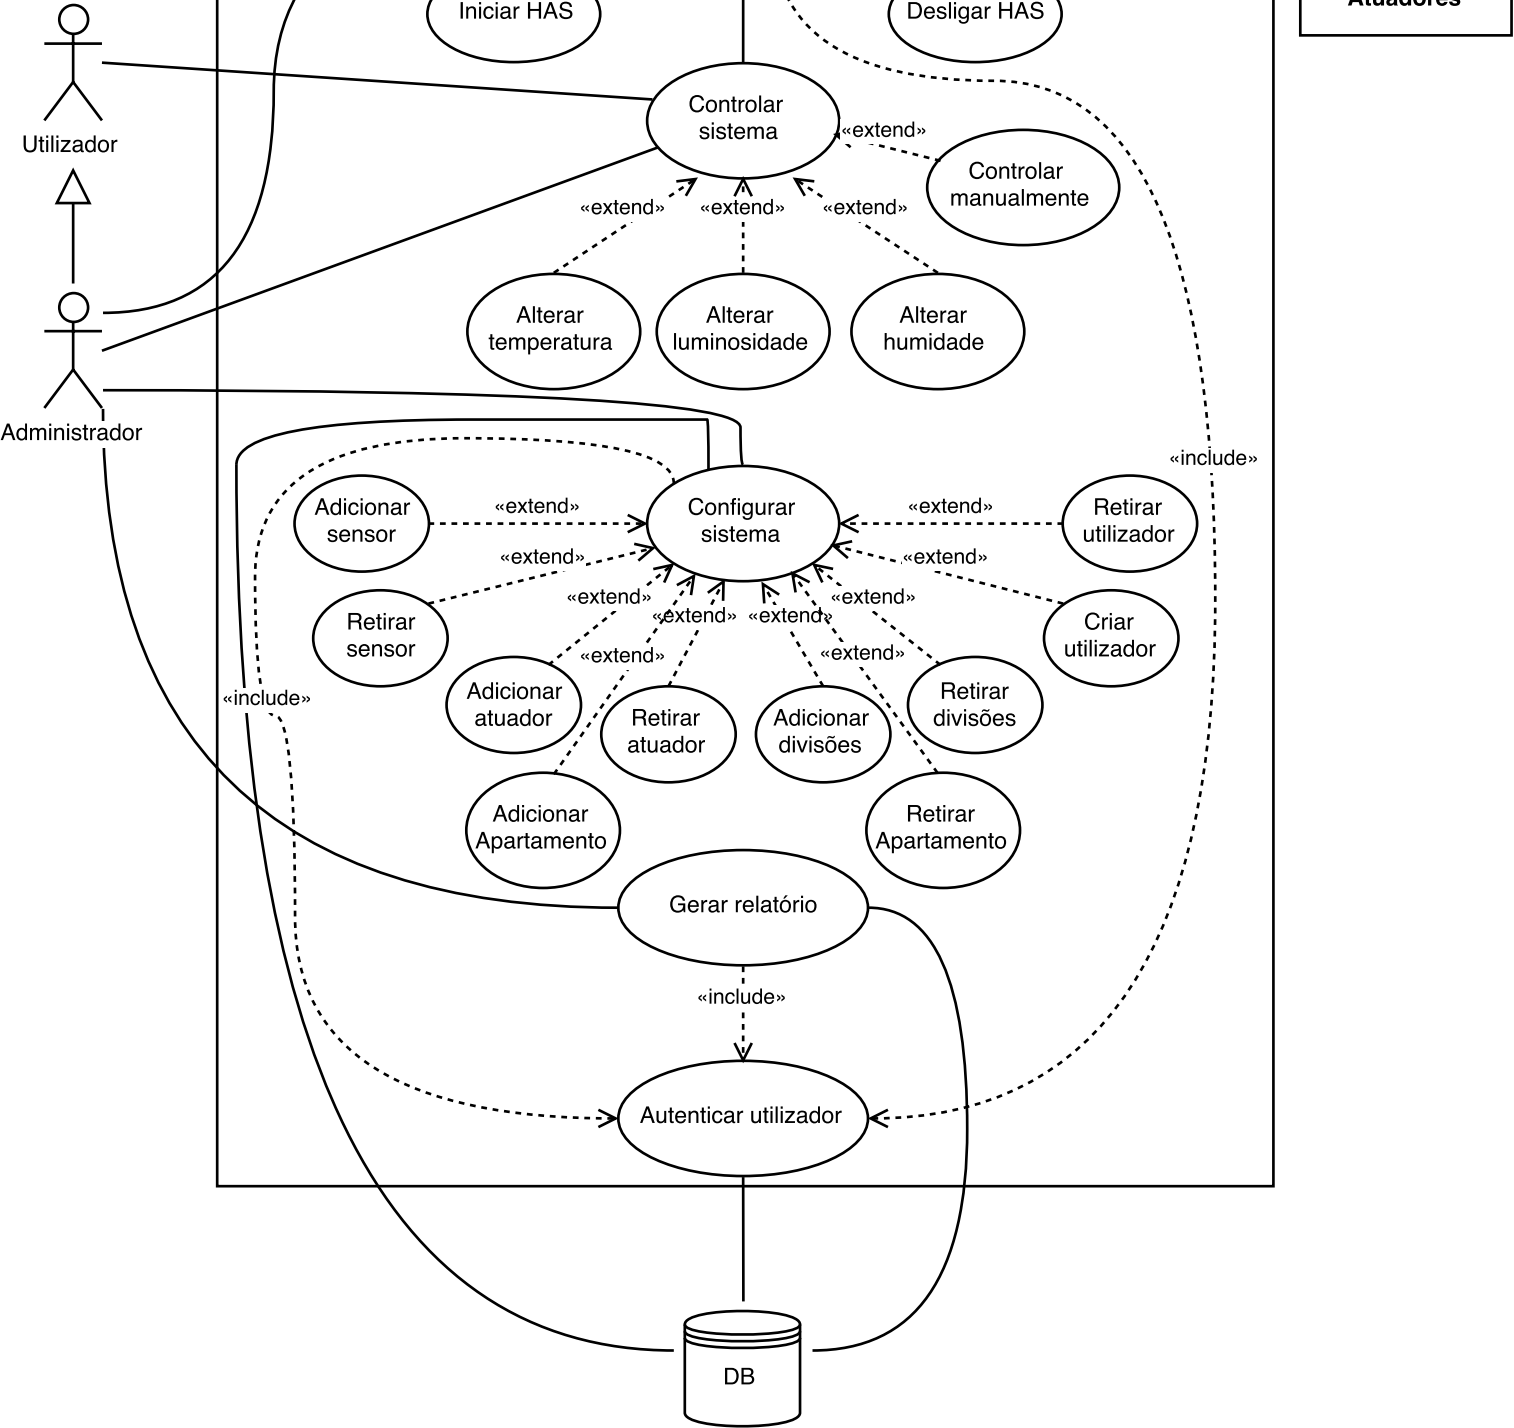 Iniciar HAS
Desligar HAS
Atuadores
Controlar
sistema
«extend»
Utilizador
Controlar
manualmente
«extend»
«extend»
«extend»
Alterar
temperatura
Alterar
luminosidade
Alterar
humidade
Administrador
«include»
Adicionar
sensor
«extend»
Configurar
sistema
«extend»
Retirar
utilizador
«extend»
«extend»
Retirar
sensor
«extend»
«extend»
«extend»
«extend»
Criar
utilizador
«extend»
«extend»
«include»
Adicionar
atuador
Retirar
atuador
Adicionar
divisões
Retirar
divisões
Adicionar
Apartamento
Retirar
Apartamento
Gerar relatório
«include»
Autenticar utilizador
DB